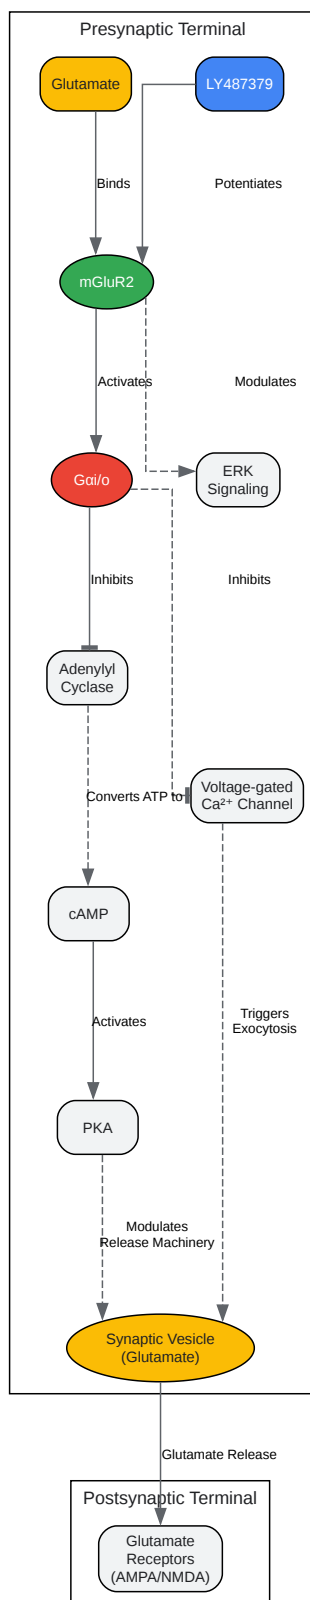 Presynaptic Terminal
Glutamate
LY487379
Binds
Potentiates
mGluR2
Activates
Modulates
Gαi/o
ERK
Signaling
Inhibits
Inhibits
Adenylyl
Cyclase
Converts ATP to
Voltage-gated
Ca²⁺ Channel
cAMP
Activates
Triggers
Exocytosis
PKA
Modulates
Release Machinery
Synaptic Vesicle
(Glutamate)
Glutamate Release
Postsynaptic Terminal
Glutamate
Receptors
(AMPA/NMDA)